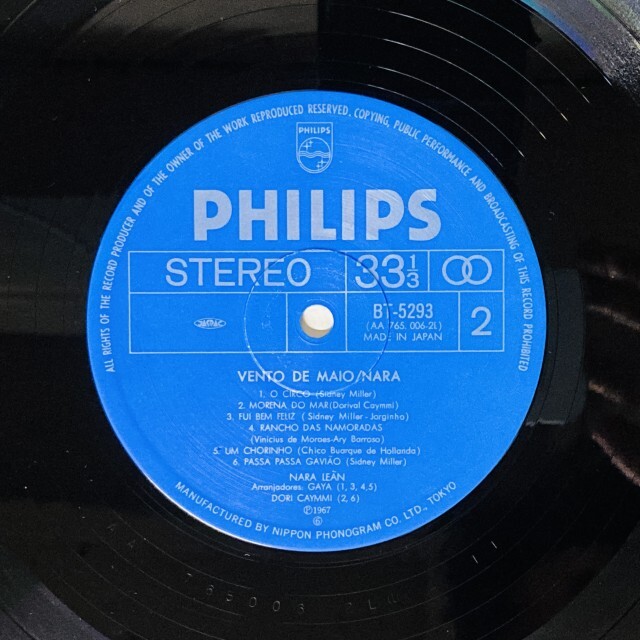 ALL RIGHTS OF THE RECORD PRODUCER AND OF THE OWNER OF THE WORK REPRODUCED RESERVED. COPYING, PUBLIC PERFORMANCE AND BROADCASTING OF THIS RECORD PROHIBITED
PHILIPS
PHILIPS
STEREO 33 1/3
BT-5293
(AA 765. 006-2L)
MADE IN JAPAN
2
VENTO DE MAIO/NARA
1. O CIRCO (Sidney Miller)
2. MORENA DO MAR(Dorival Caymmi)
3. FUI BEM FELIZ ( Sidney Miller - Jarginho)
4. RANCHO DAS NAMORADAS
(Vinicius de Moraes-Ary Barroso)
5. UM CHORINHO (Chico Buarque de Hollanda)
6. PASSA PASSA GAVIÃO (Sidney Miller)
NARA LEÃN
Arranjadores: GAYA (1, 3, 4,5)
DORI CAYMMI (2, 6)
Ⓟ1967
MANUFACTURED BY NIPPON PHONOGRAM CO. LTD., TOKYO